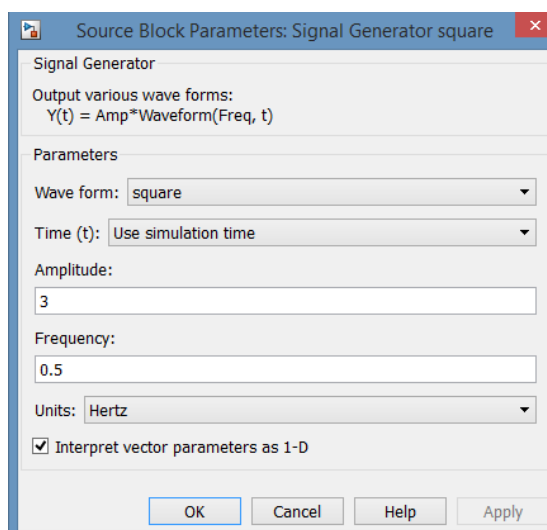 Source Block Parameters: Signal Generator square
Signal Generator
Output various wave forms:
Y(t) = Amp*Waveform(Freq, t)
Parameters
Wave form: square
Time (t): Use simulation time
Amplitude:
3
Frequency:
0.5
Units: Hertz
Interpret vector parameters as 1-D
OK Cancel Help Apply